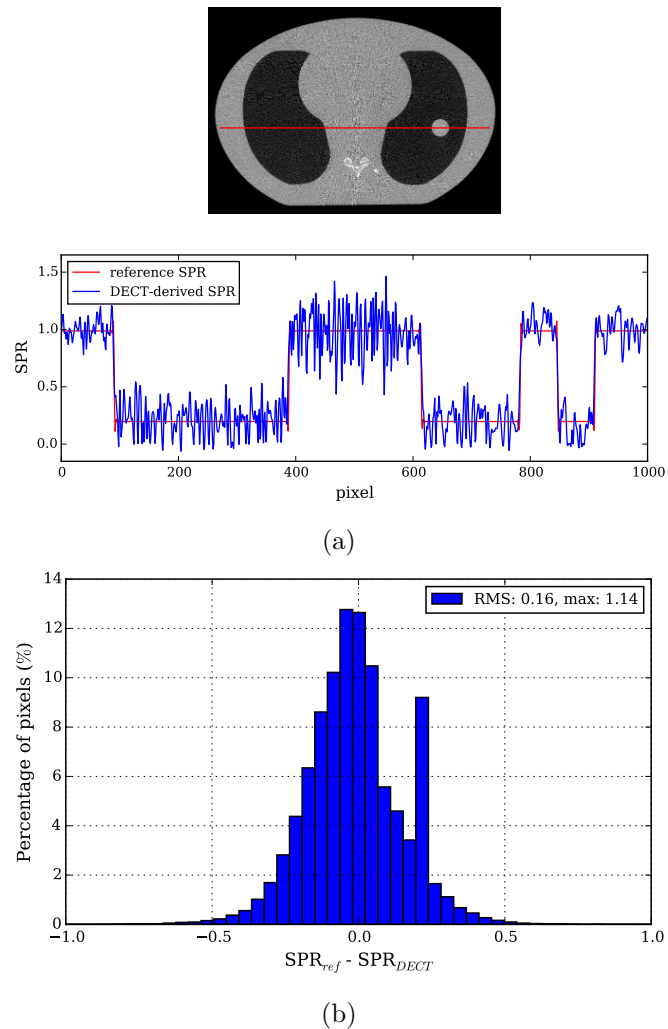 1.5
1.0
0.5
0.0
SPR
reference SPR
DECT-derived SPR
0 200 400 600 800 1000
pixel
(a)
14
12
10
8
6
4
2
0
Percentage of pixels (%)
RMS: 0.16, max: 1.14
−1.0 −0.5 0.0 0.5 1.0
SPRref - SPRDECT
(b)